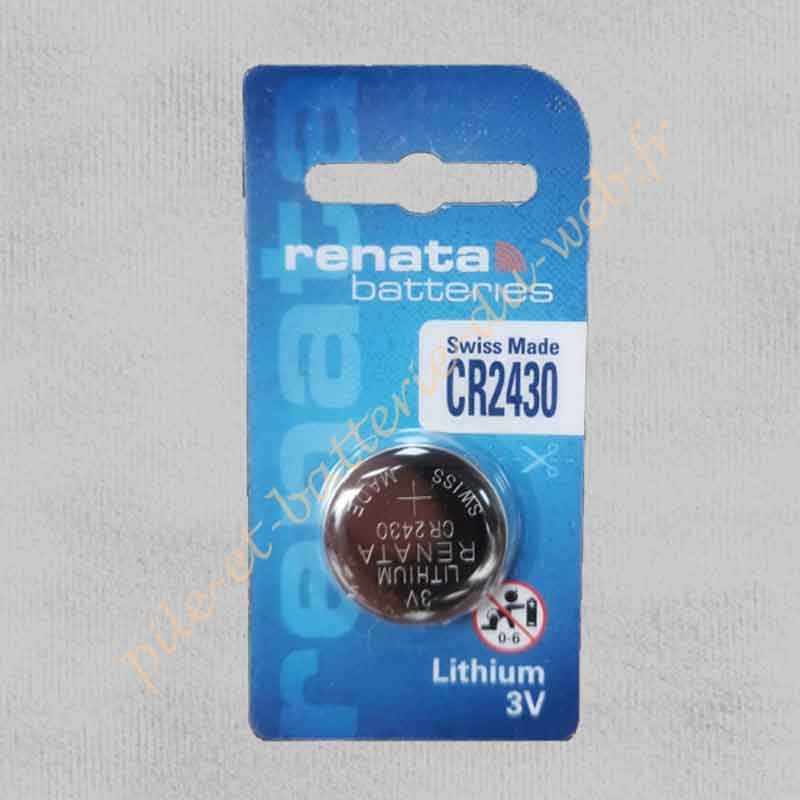 renata
renata
batteries
Swiss Made
CR2430
SWISS MADE
+
CR2430
RENATA
LITHIUM
3V
0-6
Lithium
3V
pile-et-batterie-du-web.fr